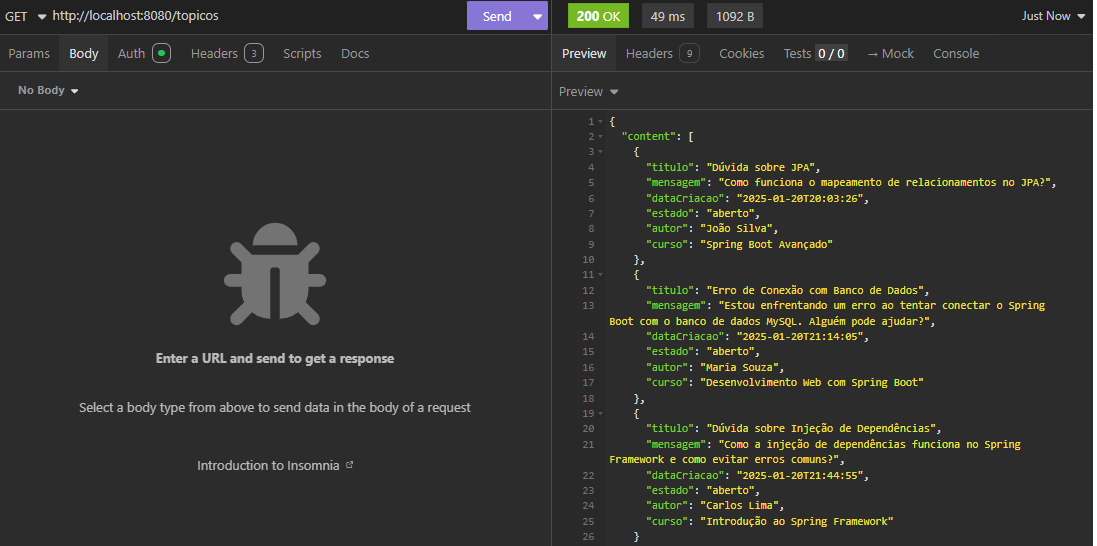 GET http://localhost:8080/topicos Send
200 OK 49 ms 1092 B Just Now
Params Body Auth Headers 3 Scripts Docs
Preview Headers 9 Cookies Tests 0 / 0 → Mock Console
No Body
Preview
Enter a URL and send to get a response
Select a body type from above to send data in the body of a request
Introduction to Insomnia
1 {
2 "content": [
3 {
4 "titulo": "Dúvida sobre JPA",
5 "mensagem": "Como funciona o mapeamento de relacionamentos no JPA?",
6 "dataCriacao": "2025-01-20T20:03:26",
7 "estado": "aberto",
8 "autor": "João Silva",
9 "curso": "Spring Boot Avançado"
10 },
11 {
12 "titulo": "Erro de Conexão com Banco de Dados",
13 "mensagem": "Estou enfrentando um erro ao tentar conectar o Spring
Boot com o banco de dados MySQL. Alguém pode ajudar?",
14 "dataCriacao": "2025-01-20T21:14:05",
15 "estado": "aberto",
16 "autor": "Maria Souza",
17 "curso": "Desenvolvimento Web com Spring Boot"
18 },
19 {
20 "titulo": "Dúvida sobre Injeção de Dependências",
21 "mensagem": "Como a injeção de dependências funciona no Spring
Framework e como evitar erros comuns?",
22 "dataCriacao": "2025-01-20T21:44:55",
23 "estado": "aberto",
24 "autor": "Carlos Lima",
25 "curso": "Introdução ao Spring Framework"
26 }